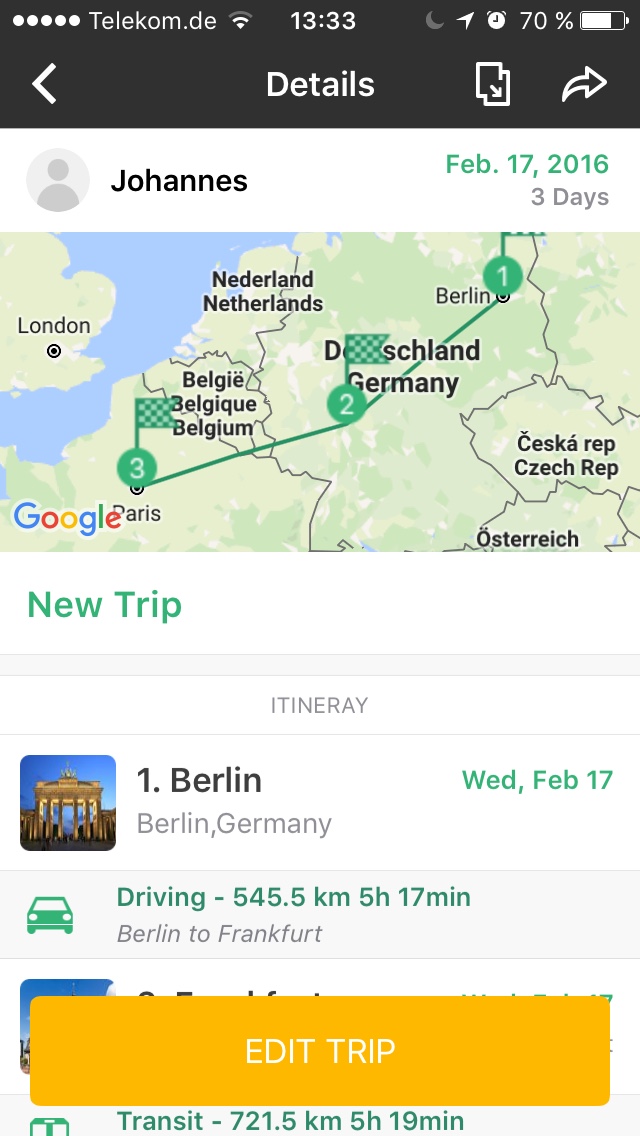 Telekom.de 13:33 70 %
Details
Johannes
Feb. 17, 2016
3 Days
1
Berlin
Nederland
Netherlands
London
Germany
België
Belgique
Belgium
2
3
Česká rep
Czech Rep
Paris
Google
Österreich
New Trip
ITINERAY
1. Berlin
Wed, Feb 17
Berlin,Germany
Driving - 545.5 km 5h 17min
Berlin to Frankfurt
EDIT TRIP
Transit - 721.5 km 5h 19min